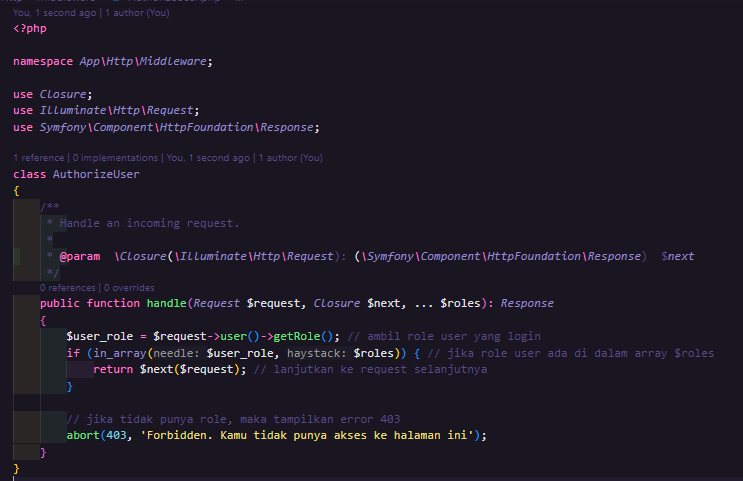 You, 1 second ago | 1 author (You)
<?php
namespace App\Http\Middleware;
use Closure;
use Illuminate\Http\Request;
use Symfony\Component\HttpFoundation\Response;
1 reference | 0 implementations | You, 1 second ago | 1 author (You)
class AuthorizeUser
{
/**
* Handle an incoming request.
*
* @param  \Closure(\Illuminate\Http\Request): (\Symfony\Component\HttpFoundation\Response)  $next
*/
0 references | 0 overrides
public function handle(Request $request, Closure $next, ... $roles): Response
{
$user_role = $request->user()->getRole(); // ambil role user yang login
if (in_array(needle: $user_role, haystack: $roles)) { // jika role user ada di dalam array $roles
return $next($request); // lanjutkan ke request selanjutnya
}
// jika tidak punya role, maka tampilkan error 403
abort(403, 'Forbidden. Kamu tidak punya akses ke halaman ini');
}
}